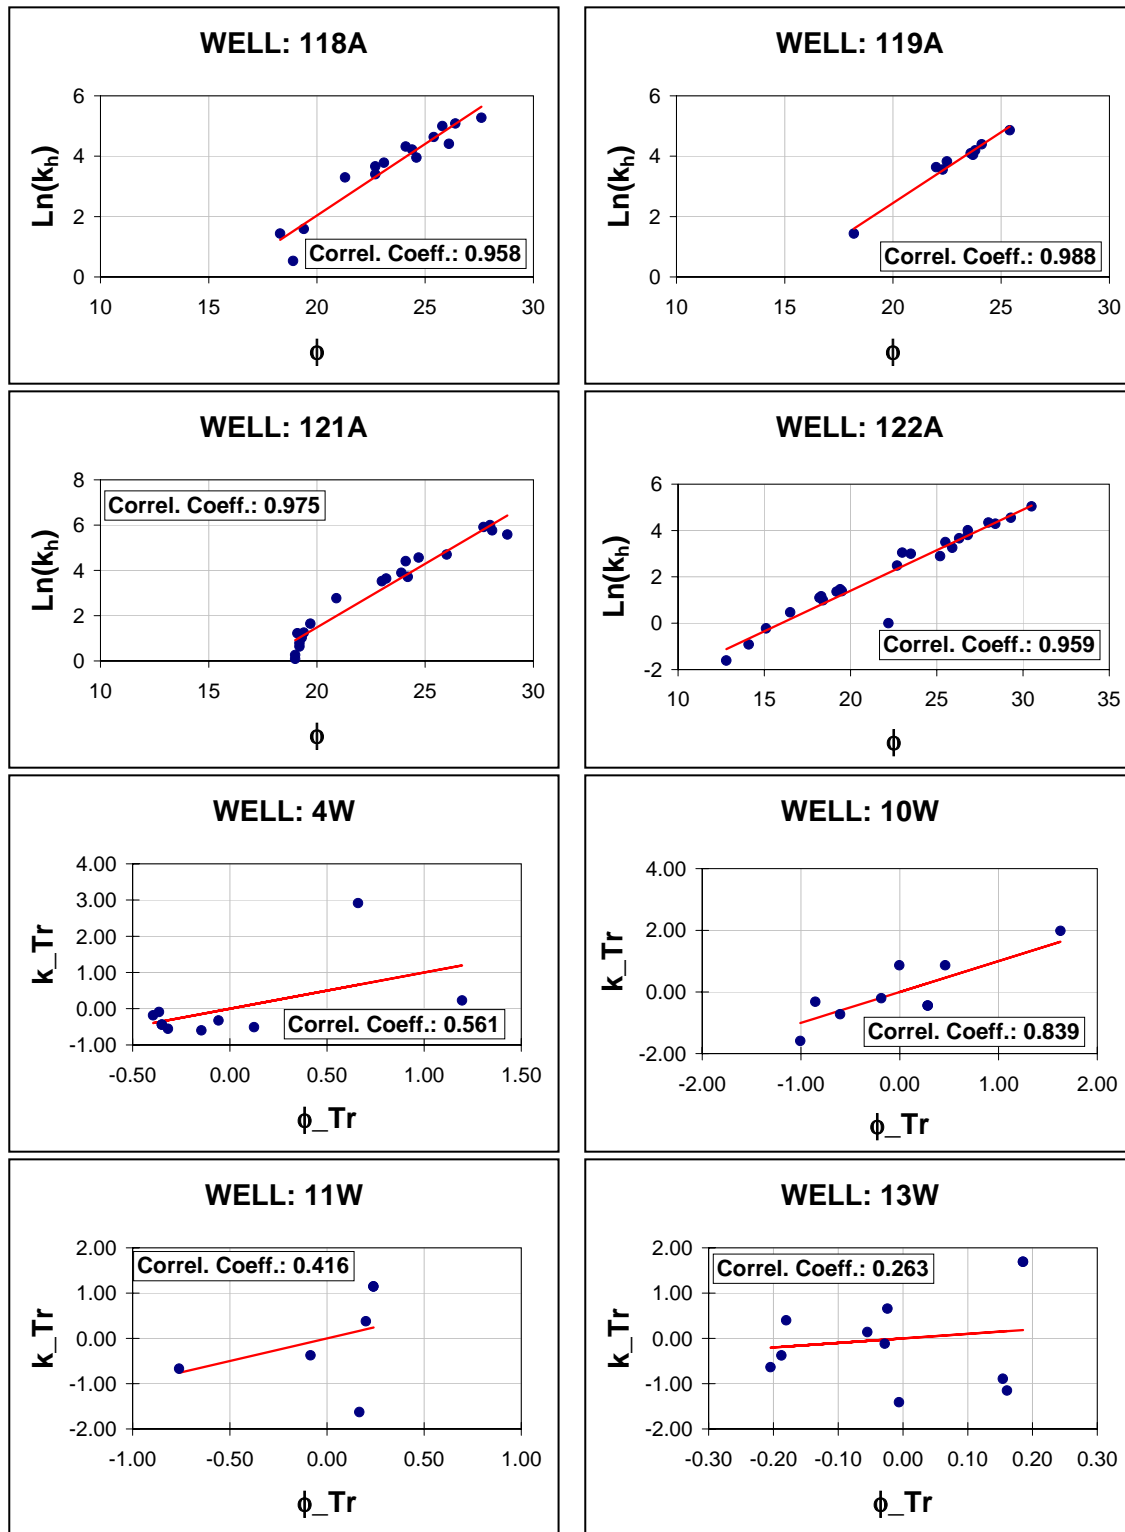 WELL: 118A
Ln(kₕ)
6
4
2
0
Correl. Coeff.: 0.958
10 15 20 25 30
ϕ
WELL: 119A
Ln(kₕ)
6
4
2
0
Correl. Coeff.: 0.988
10 15 20 25 30
ϕ
WELL: 121A
Ln(kₕ)
8
6
4
2
0
Correl. Coeff.: 0.975
10 15 20 25 30
ϕ
WELL: 122A
Ln(kₕ)
6
4
2
0
-2
Correl. Coeff.: 0.959
10 15 20 25 30 35
ϕ
WELL: 4W
k_Tr
4.00
3.00
2.00
1.00
0.00
-1.00
Correl. Coeff.: 0.561
-0.50 0.00 0.50 1.00 1.50
ϕ_Tr
WELL: 10W
k_Tr
4.00
2.00
0.00
-2.00
Correl. Coeff.: 0.839
-2.00 -1.00 0.00 1.00 2.00
ϕ_Tr
WELL: 11W
k_Tr
2.00
1.00
0.00
-1.00
-2.00
Correl. Coeff.: 0.416
-1.00 -0.50 0.00 0.50 1.00
ϕ_Tr
WELL: 13W
k_Tr
2.00
1.00
0.00
-1.00
-2.00
Correl. Coeff.: 0.263
-0.30 -0.20 -0.10 0.00 0.10 0.20 0.30
ϕ_Tr